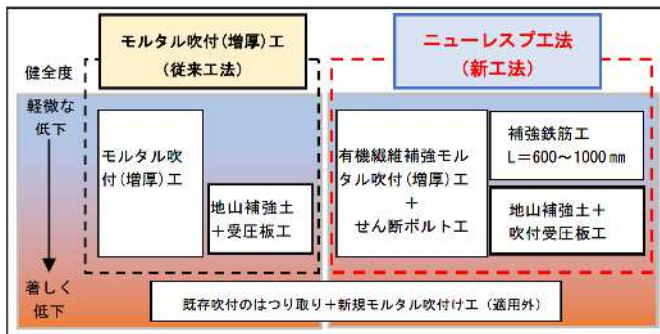 モルタル吹付(増厚)工
(従来工法)
ニューレスプ工法
(新工法)
健全度
軽微な
低下
著しく
低下
モルタル吹
付(増厚)工
地山補強土
+受圧板工
有機繊維補強モル
タル吹付(増厚)工
+
せん断ボルト工
補強鉄筋工
L=600~1000㎜
地山補強土+
吹付受圧板工
既存吹付のはつり取り+新規モルタル吹付け工(適用外)